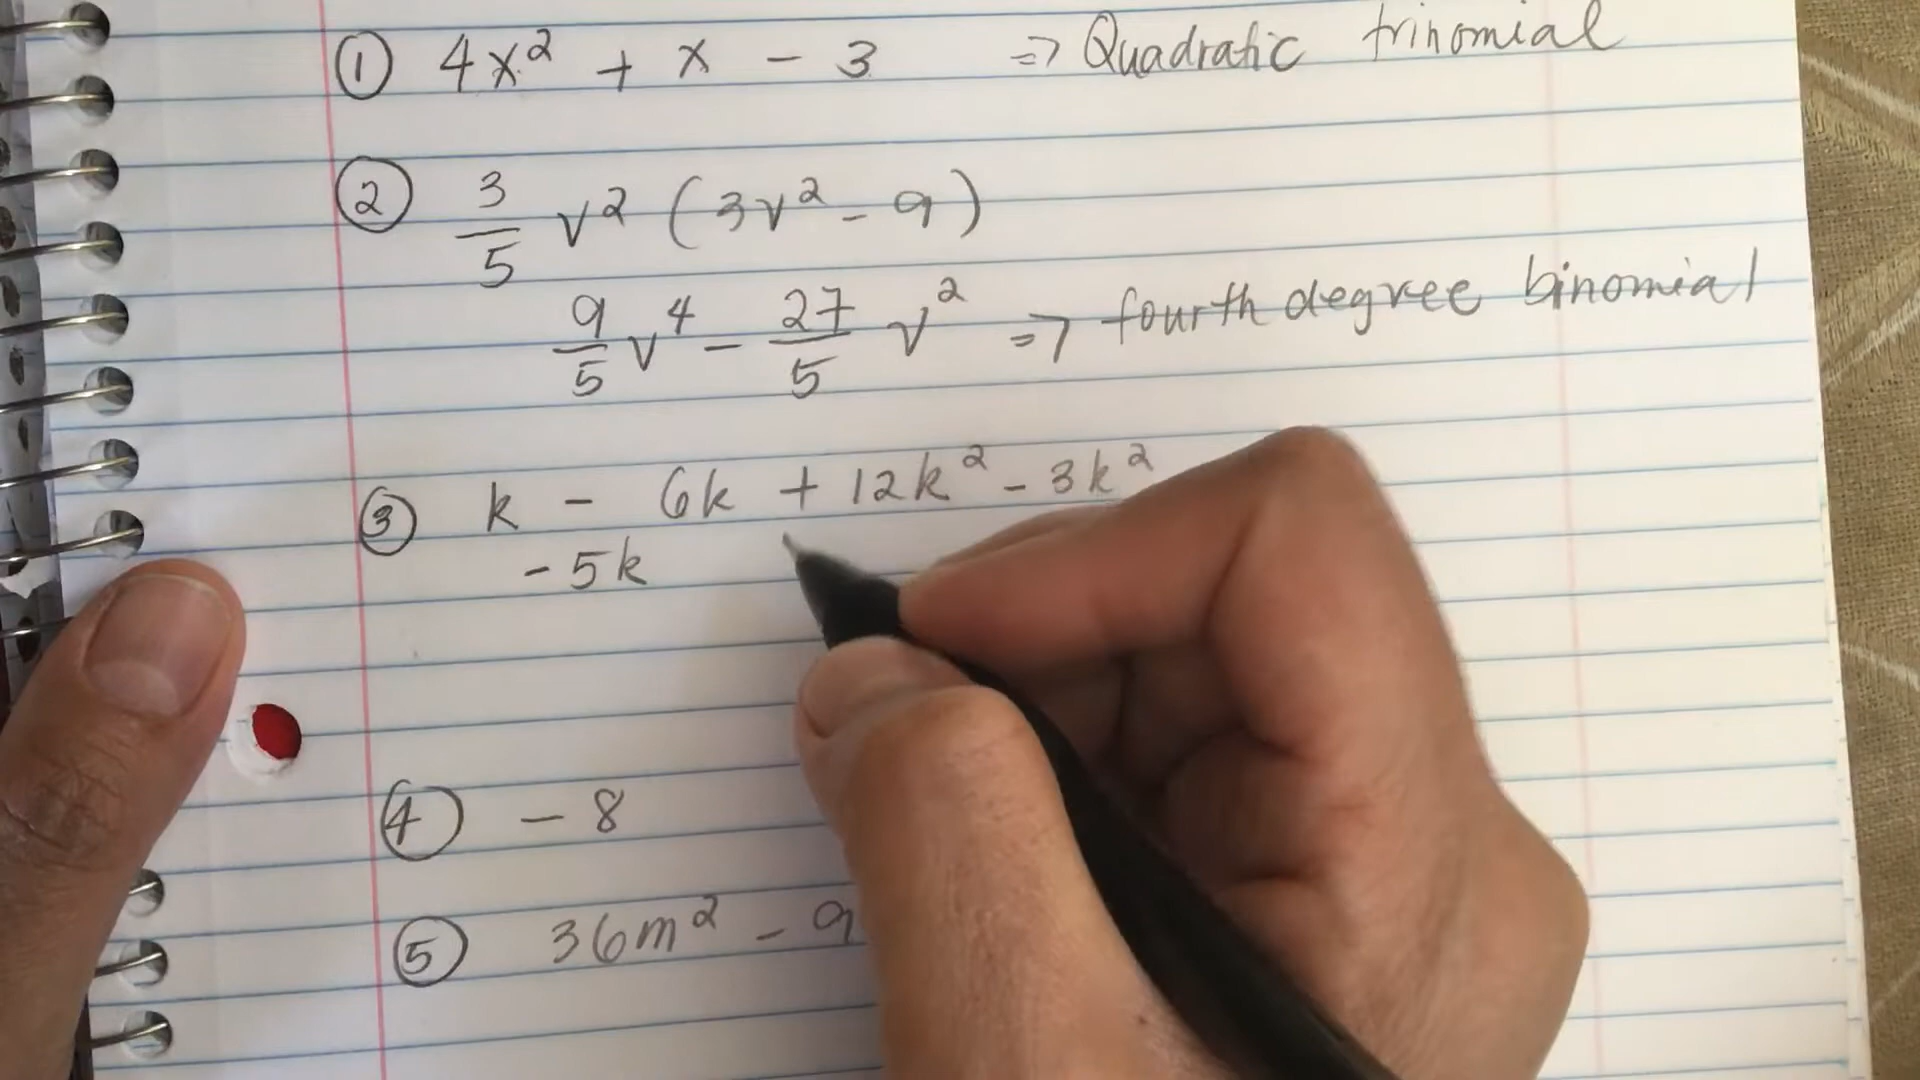 ① 4x² + x - 3 => Quadratic trinomial
② 3/5 v² (3v² - 9)
9/5 v⁴ - 27/5 v² => fourth degree binomial
③ k - 6k + 12k² - 3k²
- 5k
④ - 8
⑤ 36m² - 9